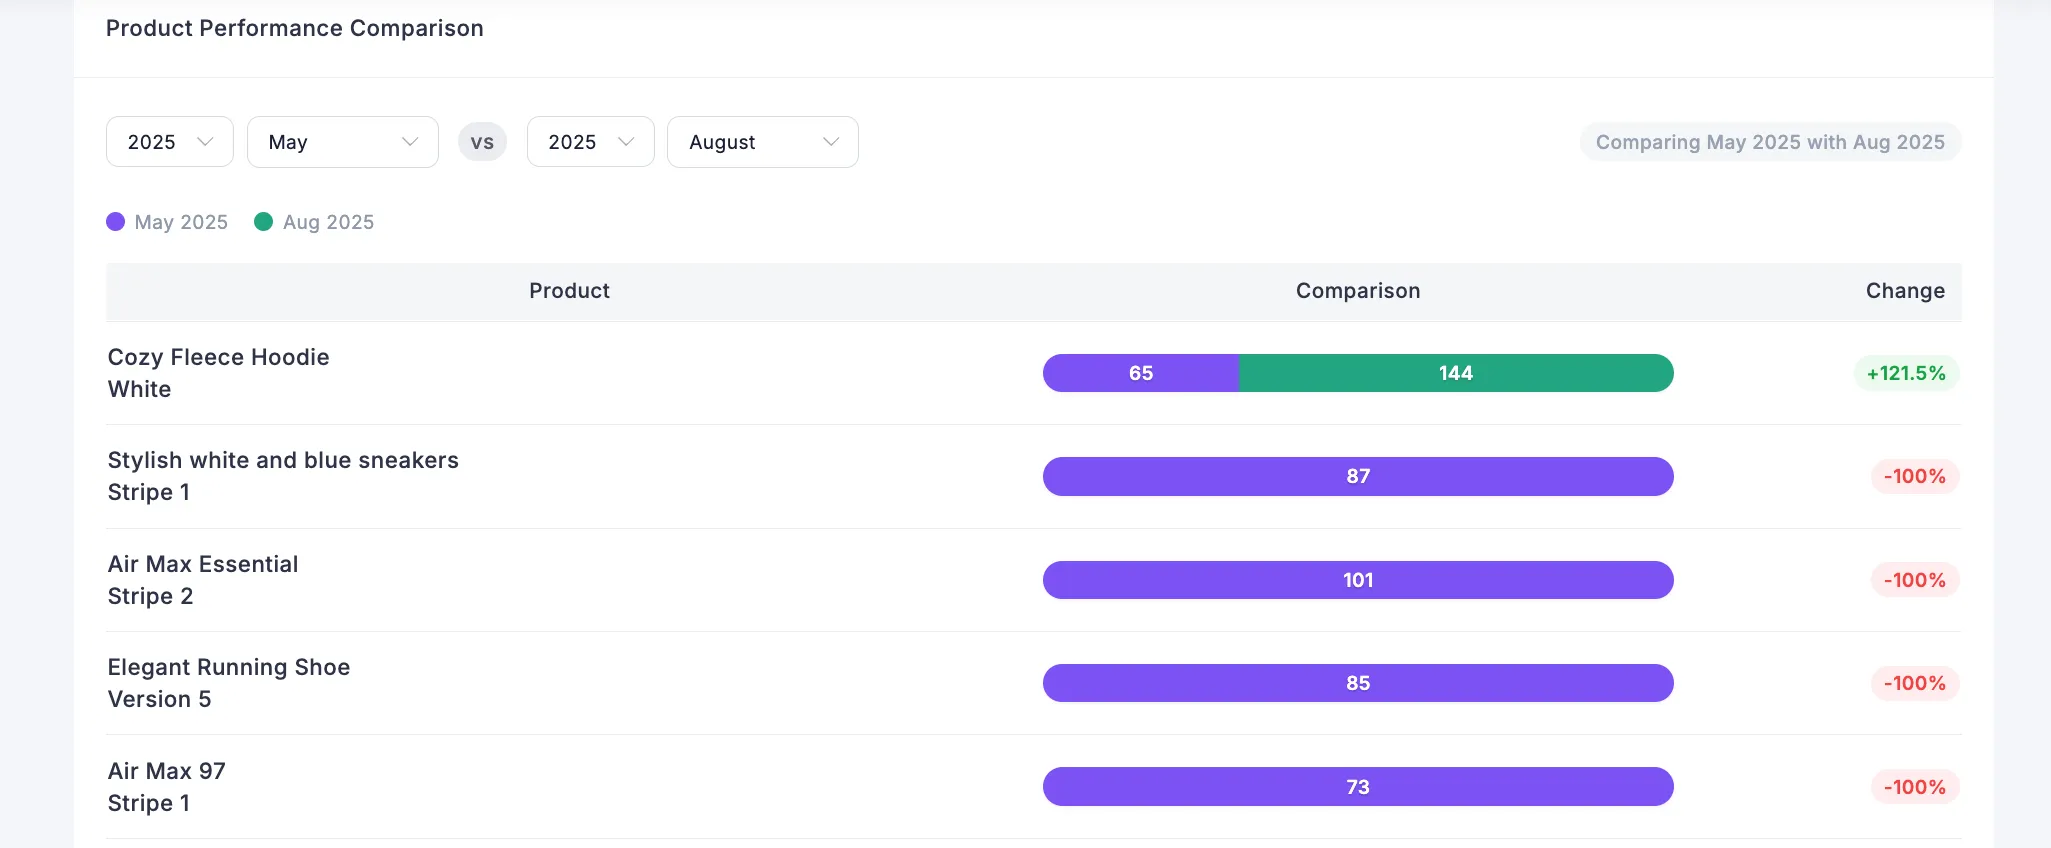 Product Performance Comparison
2025 May vs 2025 August Comparing May 2025 with Aug 2025
May 2025 Aug 2025
Product Comparison Change
Cozy Fleece Hoodie
White
65 144 +121.5%
Stylish white and blue sneakers
Stripe 1
87 -100%
Air Max Essential
Stripe 2
101 -100%
Elegant Running Shoe
Version 5
85 -100%
Air Max 97
Stripe 1
73 -100%